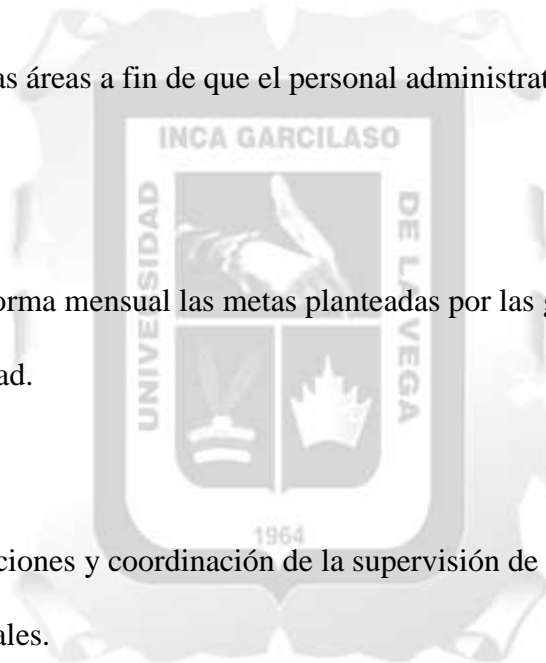 as áreas a fin de que el personal administrat
INCA GARCILASO
UNIVERSIDAD
DE LA VEGA
orma mensual las metas planteadas por las
ad.
1964
ciones y coordinación de la supervisión de
ales.